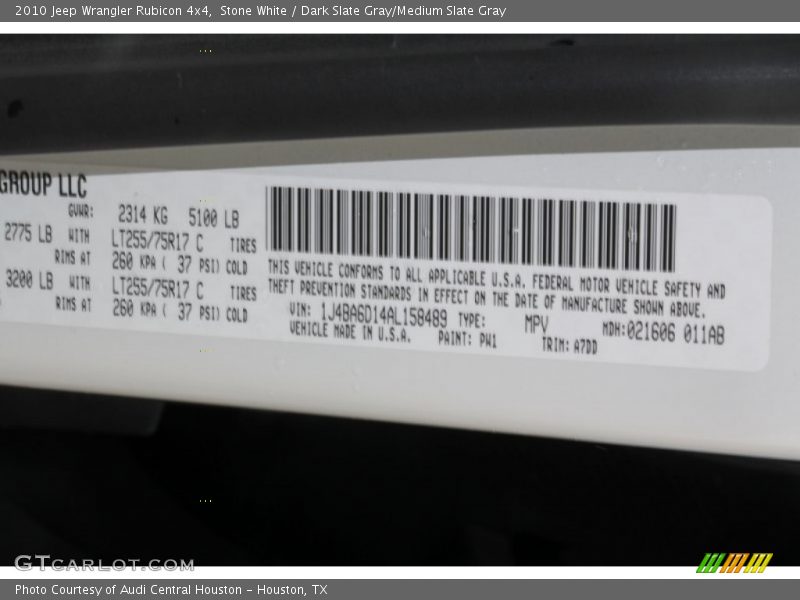 2010 Jeep Wrangler Rubicon 4x4, Stone White / Dark Slate Gray/Medium Slate Gray
GROUP LLC
GVWR: 2314 KG 5100 LB
2775 LB WITH LT255/75R17 C TIRES
RIMS AT 260 KPA ( 37 PSI) COLD
3200 LB WITH LT255/75R17 C TIRES
RIMS AT 260 KPA ( 37 PSI) COLD
THIS VEHICLE CONFORMS TO ALL APPLICABLE U.S.A. FEDERAL MOTOR VEHICLE SAFETY AND
THEFT PREVENTION STANDARDS IN EFFECT ON THE DATE OF MANUFACTURE SHOWN ABOVE.
VIN: 1J4BA6D14AL158489 TYPE: MPV MDH:021606 011AB
VEHICLE MADE IN U.S.A. PAINT: PW1 TRIM: A7DD
GTCARLOT.COM
Photo Courtesy of Audi Central Houston - Houston, TX